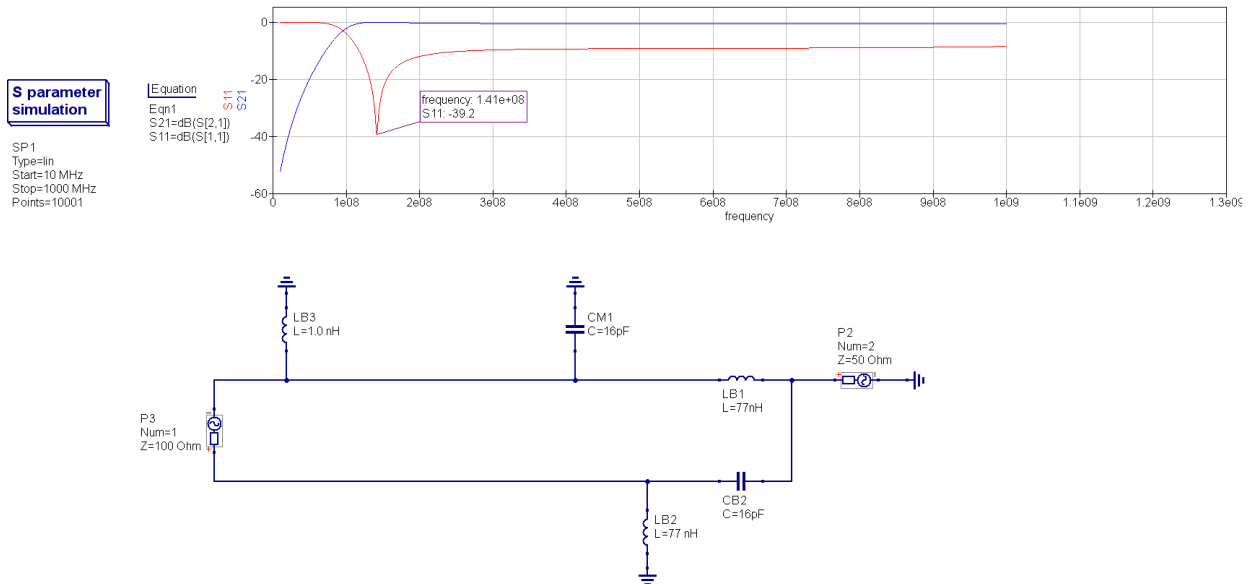 0
-20
-40
-60
S11
S21
frequency: 1.41e+08
S11: -39.2
0
1e08
2e08
3e08
4e08
5e08
6e08
7e08
8e08
9e08
1e09
1.1e09
1.2e09
1.3e09
frequency
S parameter
simulation
SP1
Type=lin
Start=10 MHz
Stop=1000 MHz
Points=10001
Equation
Eqn1
S21=dB(S[2,1])
S11=dB(S[1,1])
LB3
L=1.0 nH
CM1
C=16pF
P2
Num=2
Z=50 Ohm
LB1
L=77nH
P3
Num=1
Z=100 Ohm
CB2
C=16pF
LB2
L=77 nH